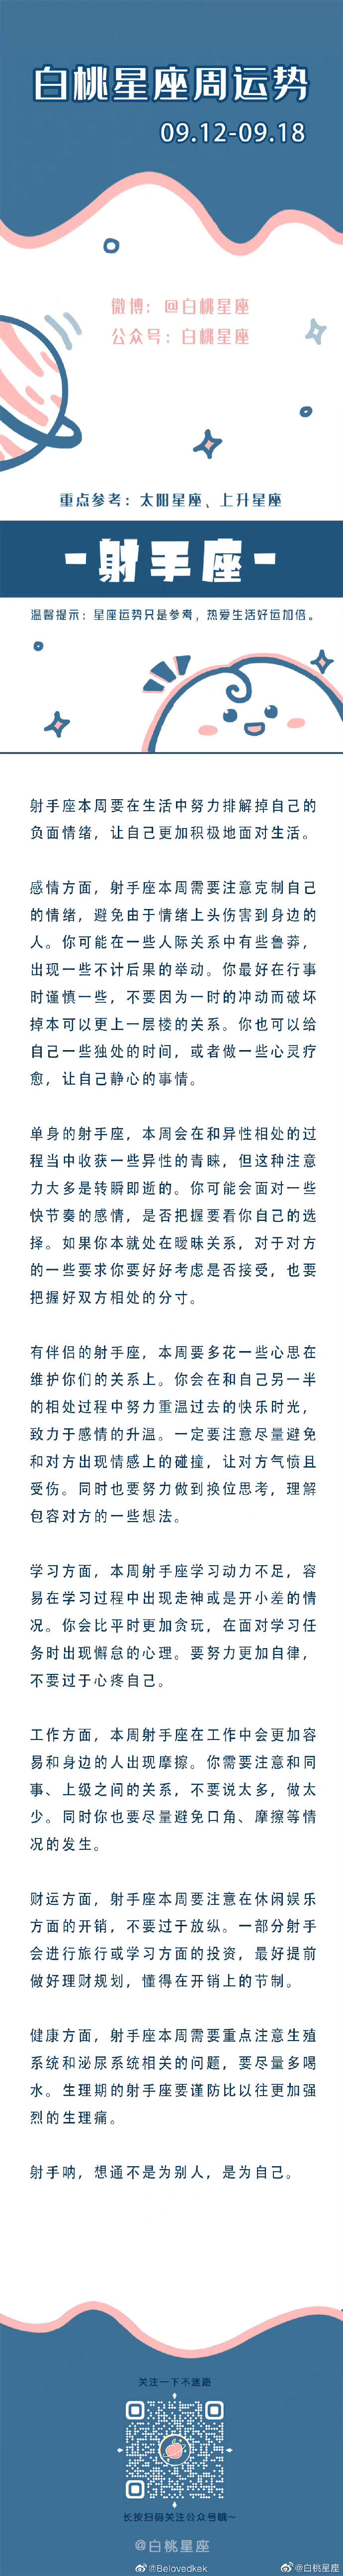 白桃星座周运势
09.12-09.18
微博：@白桃星座
公众号：白桃星座
重点参考：太阳星座、上升星座
-射手座-
温馨提示：星座运势只是参考，热爱生活好运加倍。
射手座本周要在生活中努力排解掉自己的
负面情绪，让自己更加积极地面对生活。
感情方面，射手座本周需要注意克制自己
的情绪，避免由于情绪上头伤害到身边的
人。你可能在一些人际关系中有些鲁莽，
出现一些不计后果的举动。你最好在行事
时谨慎一些，不要因为一时的冲动而破坏
掉本可以更上一层楼的关系。你也可以给
自己一些独处的时间，或者做一些心灵疗
愈，让自己静心的事情。
单身的射手座，本周会在和异性相处的过
程当中收获一些异性的青睐，但这种注意
力大多是转瞬即逝的。你可能会面对一些
快节奏的感情，是否把握要看你自己的选
择。如果你本就处在暧昧关系，对于对方
的一些要求你要好好考虑是否接受，也要
把握好双方相处的分寸。
有伴侣的射手座，本周要多花一些心思在
维护你们的关系上。你会在和自己另一半
的相处过程中努力重温过去的快乐时光，
致力于感情的升温。一定要注意尽量避免
和对方出现情感上的碰撞，让对方气愤且
受伤。同时也要努力做到换位思考，理解
包容对方的一些想法。
学习方面，本周射手座学习动力不足，容
易在学习过程中出现走神或是开小差的情
况。你会比平时更加贪玩，在面对学习任
务时出现懈怠的心理。要努力更加自律，
不要过于心疼自己。
工作方面，本周射手座在工作中会更加容
易和身边的人出现摩擦。你需要注意和同
事、上级之间的关系，不要说太多，做太
少。同时你也要尽量避免口角、摩擦等情
况的发生。
财运方面，射手座本周要注意在休闲娱乐
方面的开销，不要过于放纵。一部分射手
会进行旅行或学习方面的投资，最好提前
做好理财规划，懂得在开销上的节制。
健康方面，射手座本周需要重点注意生殖
系统和泌尿系统相关的问题，要尽量多喝
水。生理期的射手座要谨防比以往更加强
烈的生理痛。
射手呐，想通不是为别人，是为自己。
关注一下不迷路
长按扫码关注公众号哦~
@白桃星座
@Belovedkek
@白桃星座